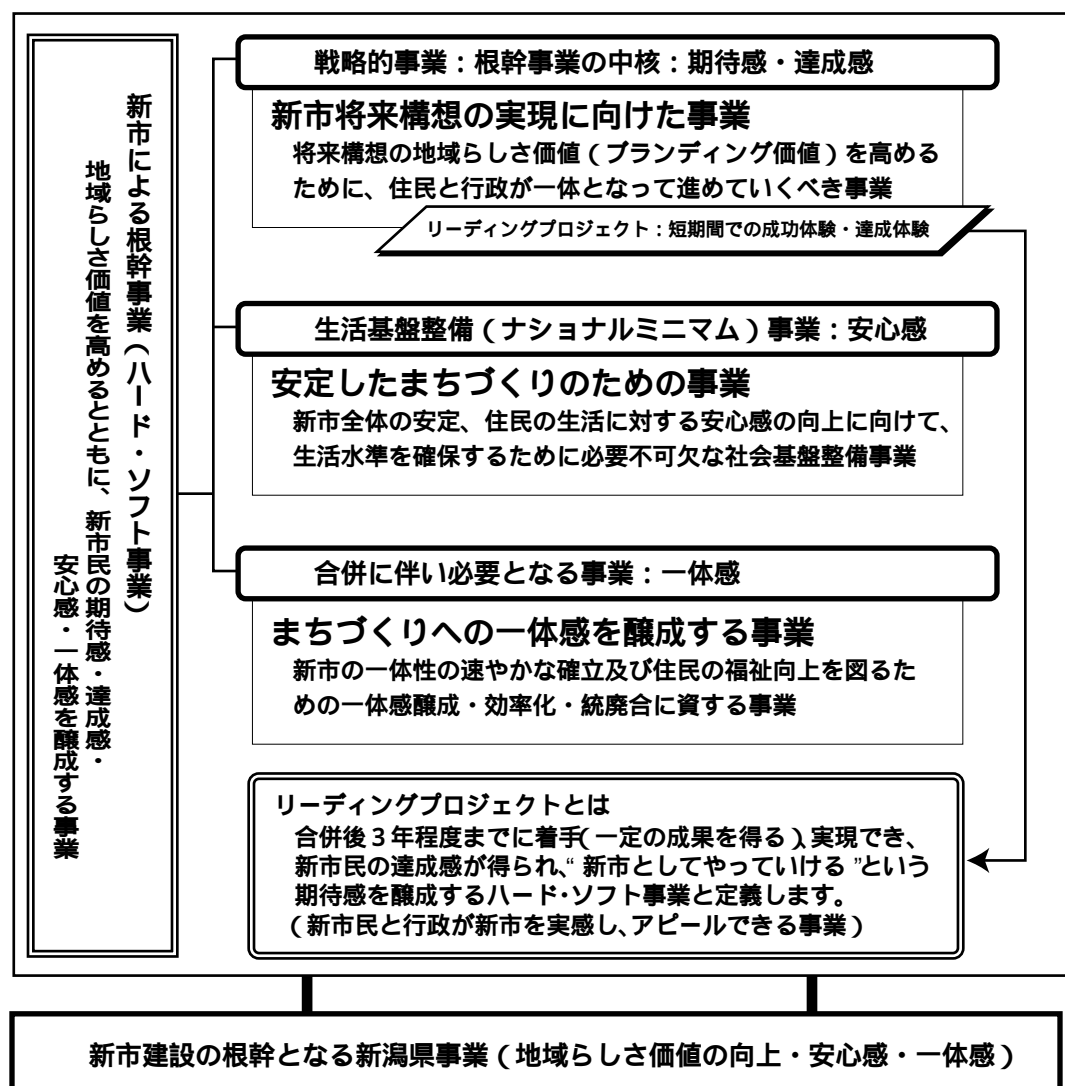 新市による根幹事業（ハード・ソフト事業）
地域らしさ価値を高めるとともに、新市民の期待感・達成感・
安心感・一体感を醸成する事業
戦略的事業：根幹事業の中核：期待感・達成感
新市将来構想の実現に向けた事業
将来構想の地域らしさ価値（ブランディング価値）を高める
ために、住民と行政が一体となって進めていくべき事業
リーディングプロジェクト：短期間での成功体験・達成体験
生活基盤整備（ナショナルミニマム）事業：安心感
安定したまちづくりのための事業
新市全体の安定、住民の生活に対する安心感の向上に向けて、
生活水準を確保するために必要不可欠な社会基盤整備事業
合併に伴い必要となる事業：一体感
まちづくりへの一体感を醸成する事業
新市の一体性の速やかな確立及び住民の福祉向上を図るた
めの一体感醸成・効率化・統廃合に資する事業
リーディングプロジェクトとは
合併後３年程度までに着手（一定の成果を得る）、実現でき、
新市民の達成感が得られ、“新市としてやっていける”という
期待感を醸成するハード・ソフト事業と定義します。
（新市民と行政が新市を実感し、アピールできる事業）
新市建設の根幹となる新潟県事業（地域らしさ価値の向上・安心感・一体感）